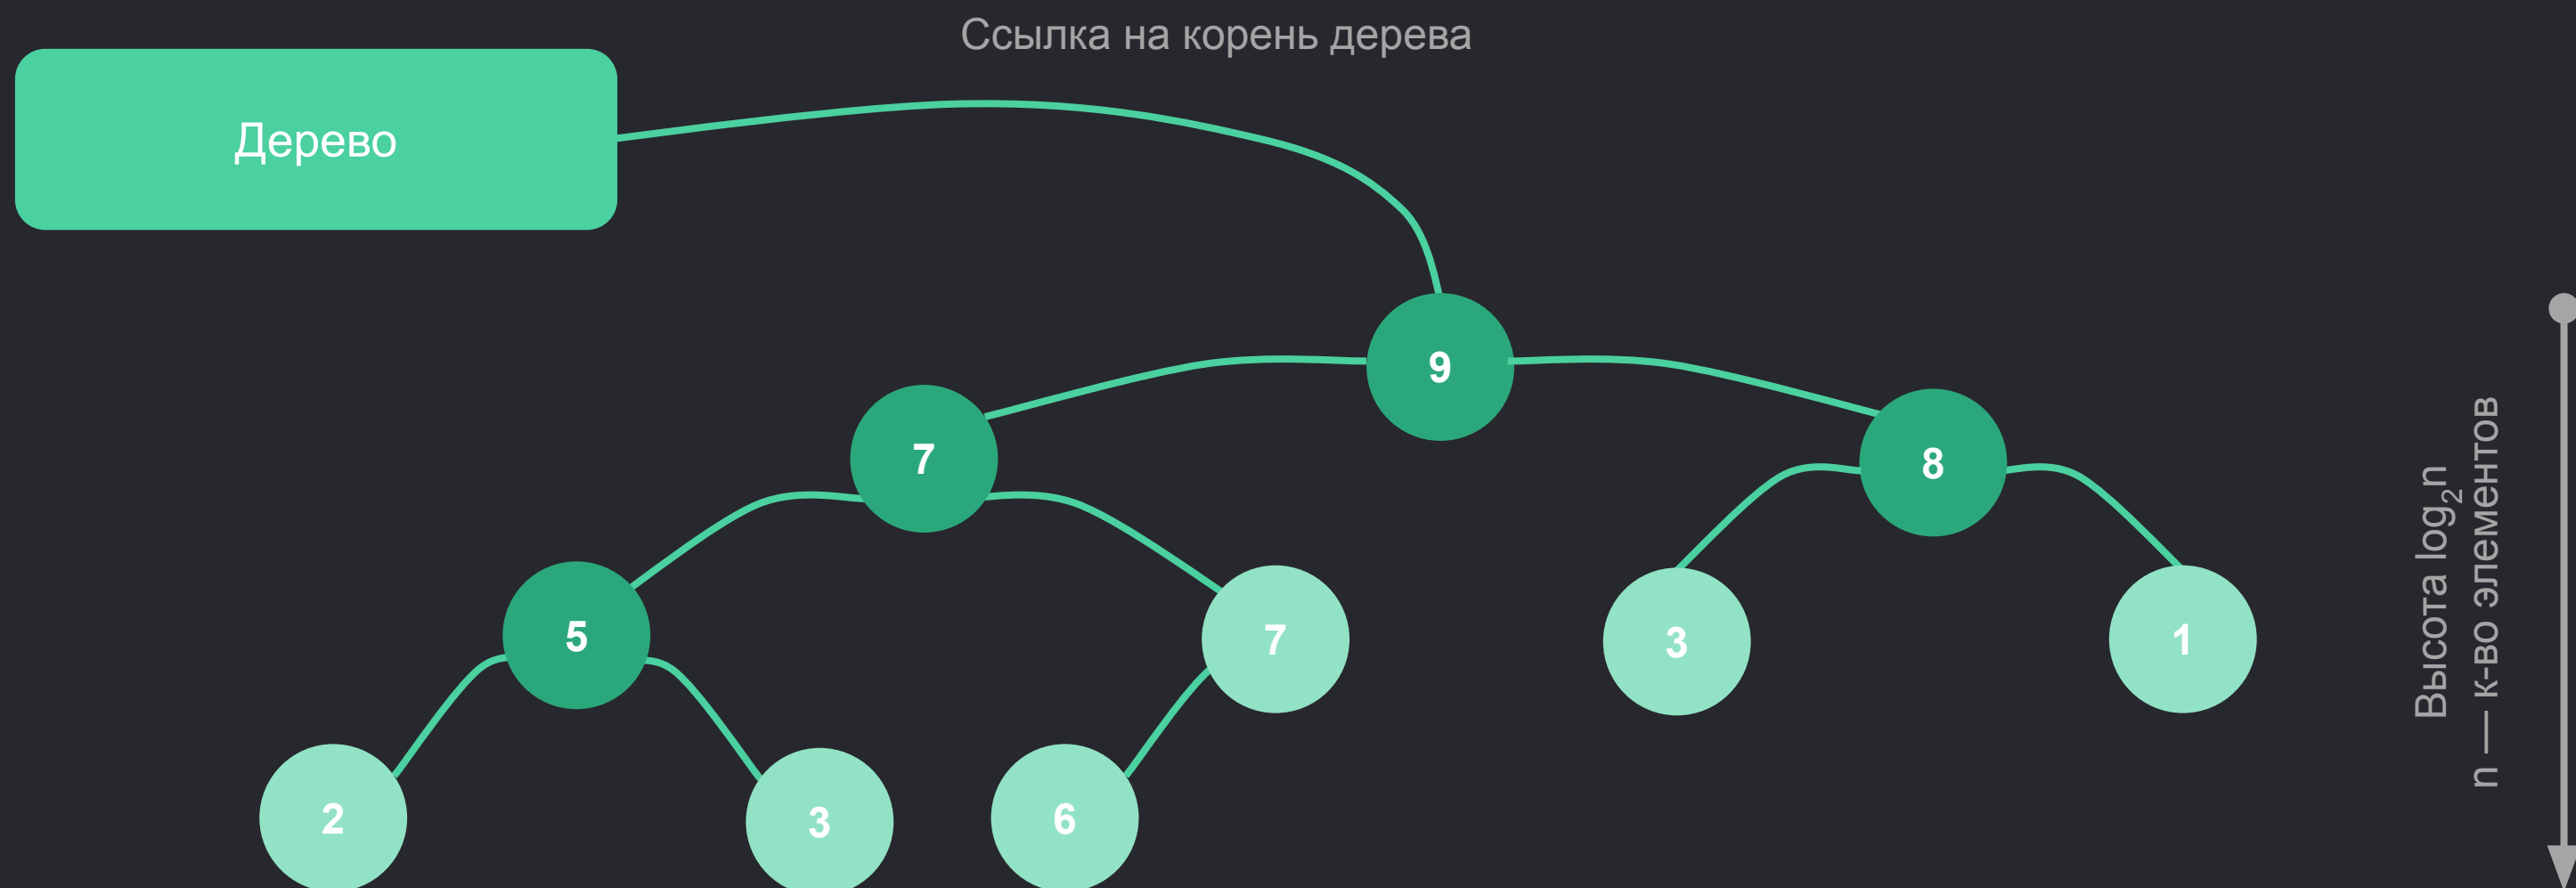 Ссылка на корень дерева
Дерево
9
7
8
5
7
3
1
2
3
6
Высота log₂n
n — к-во элементов